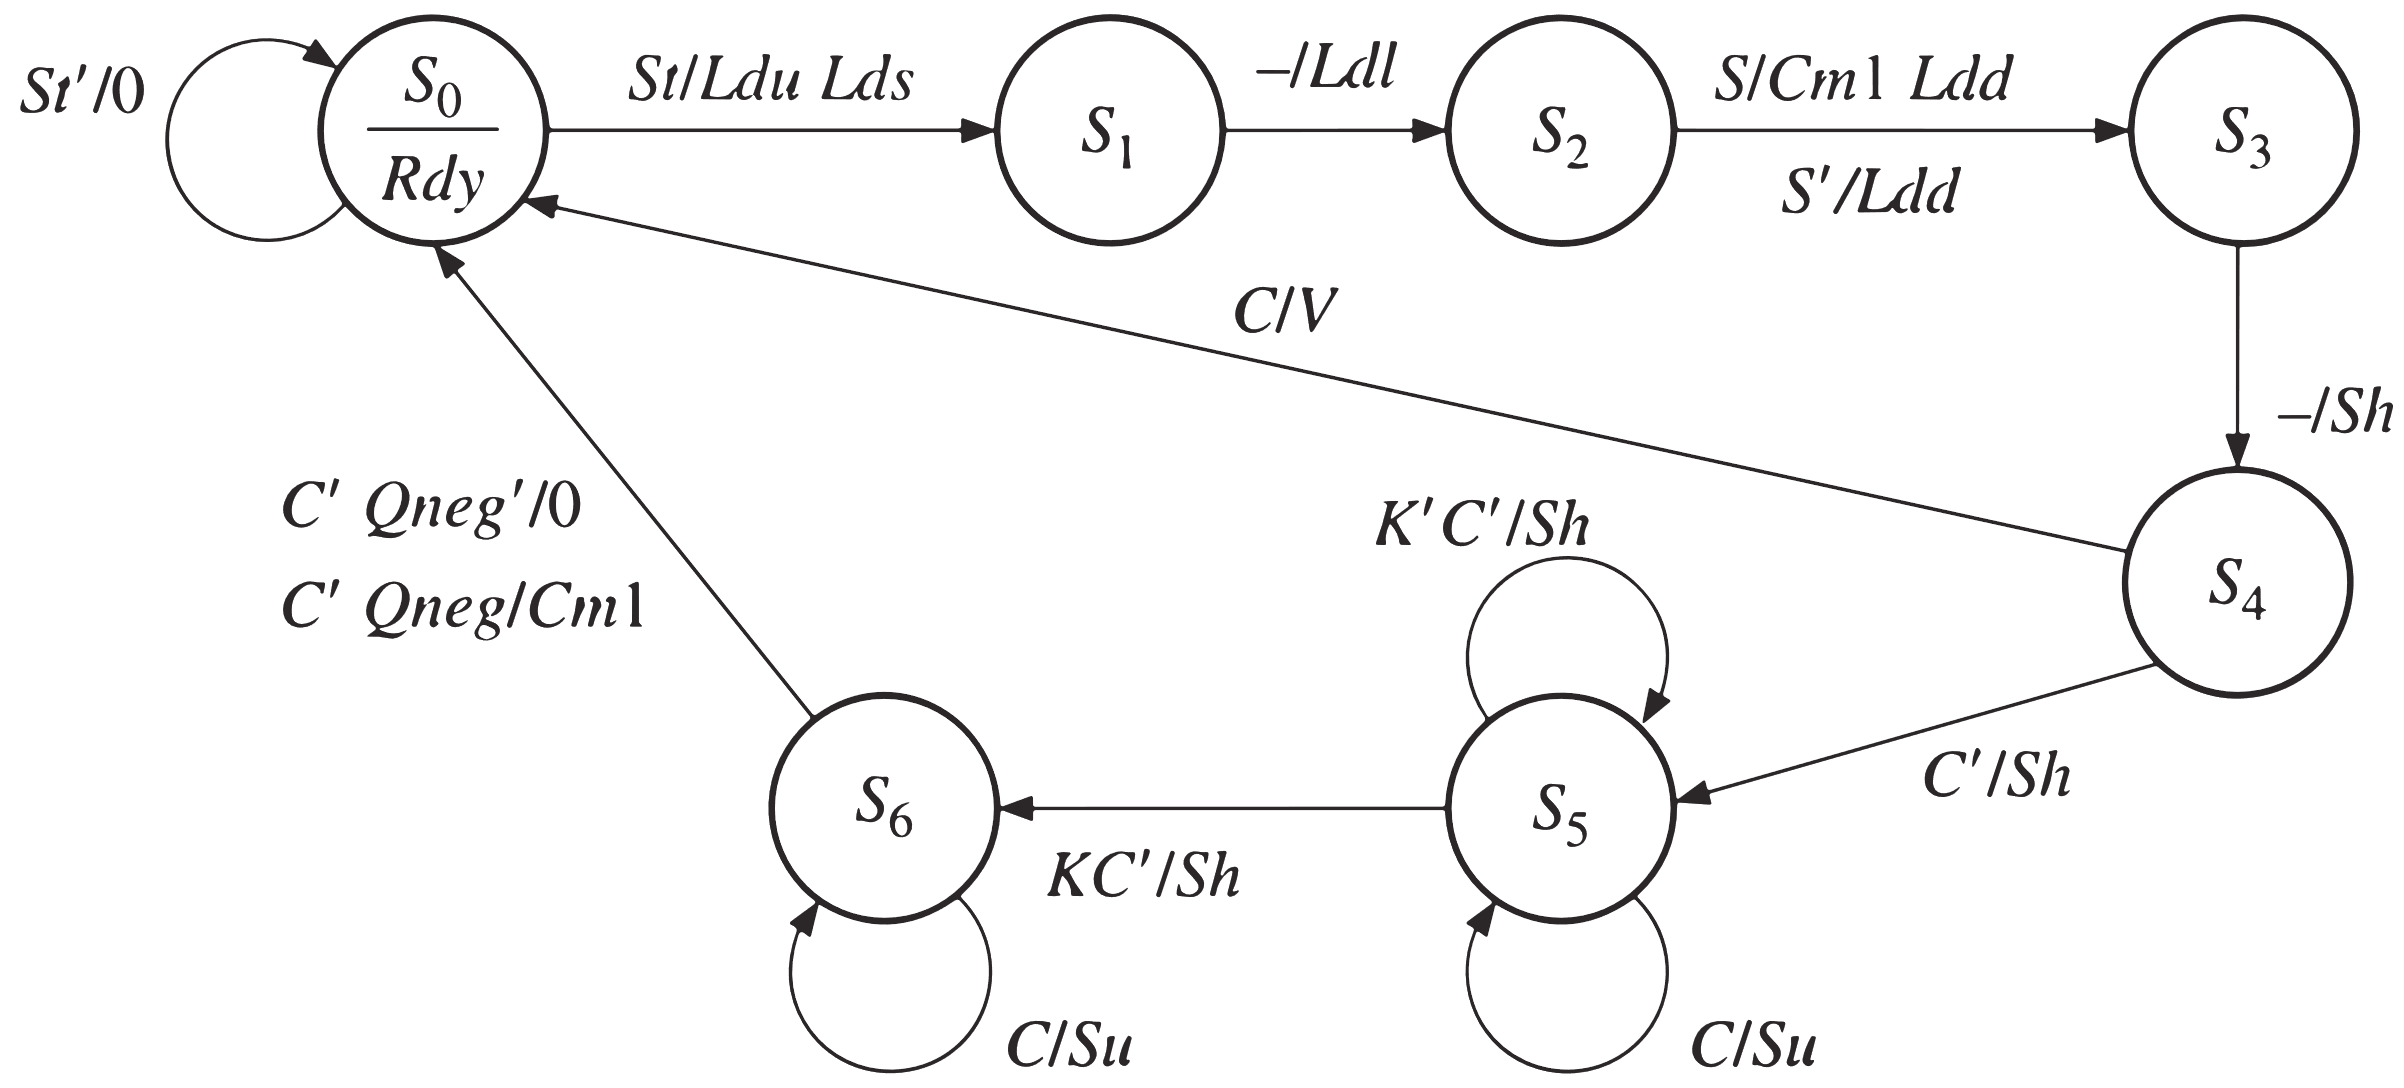 St′/0
S₀
Rdy
St/Ldu Lds
S₁
–/Ldl
S₂
S/Cm1 Ldd
S′/Ldd
S₃
C/V
–/Sh
C′ Qneg′/0
C′ Qneg/Cm1
K′C′/Sh
S₄
C′/Sh
S₆
KC′/Sh
S₅
C/Su
C/Su